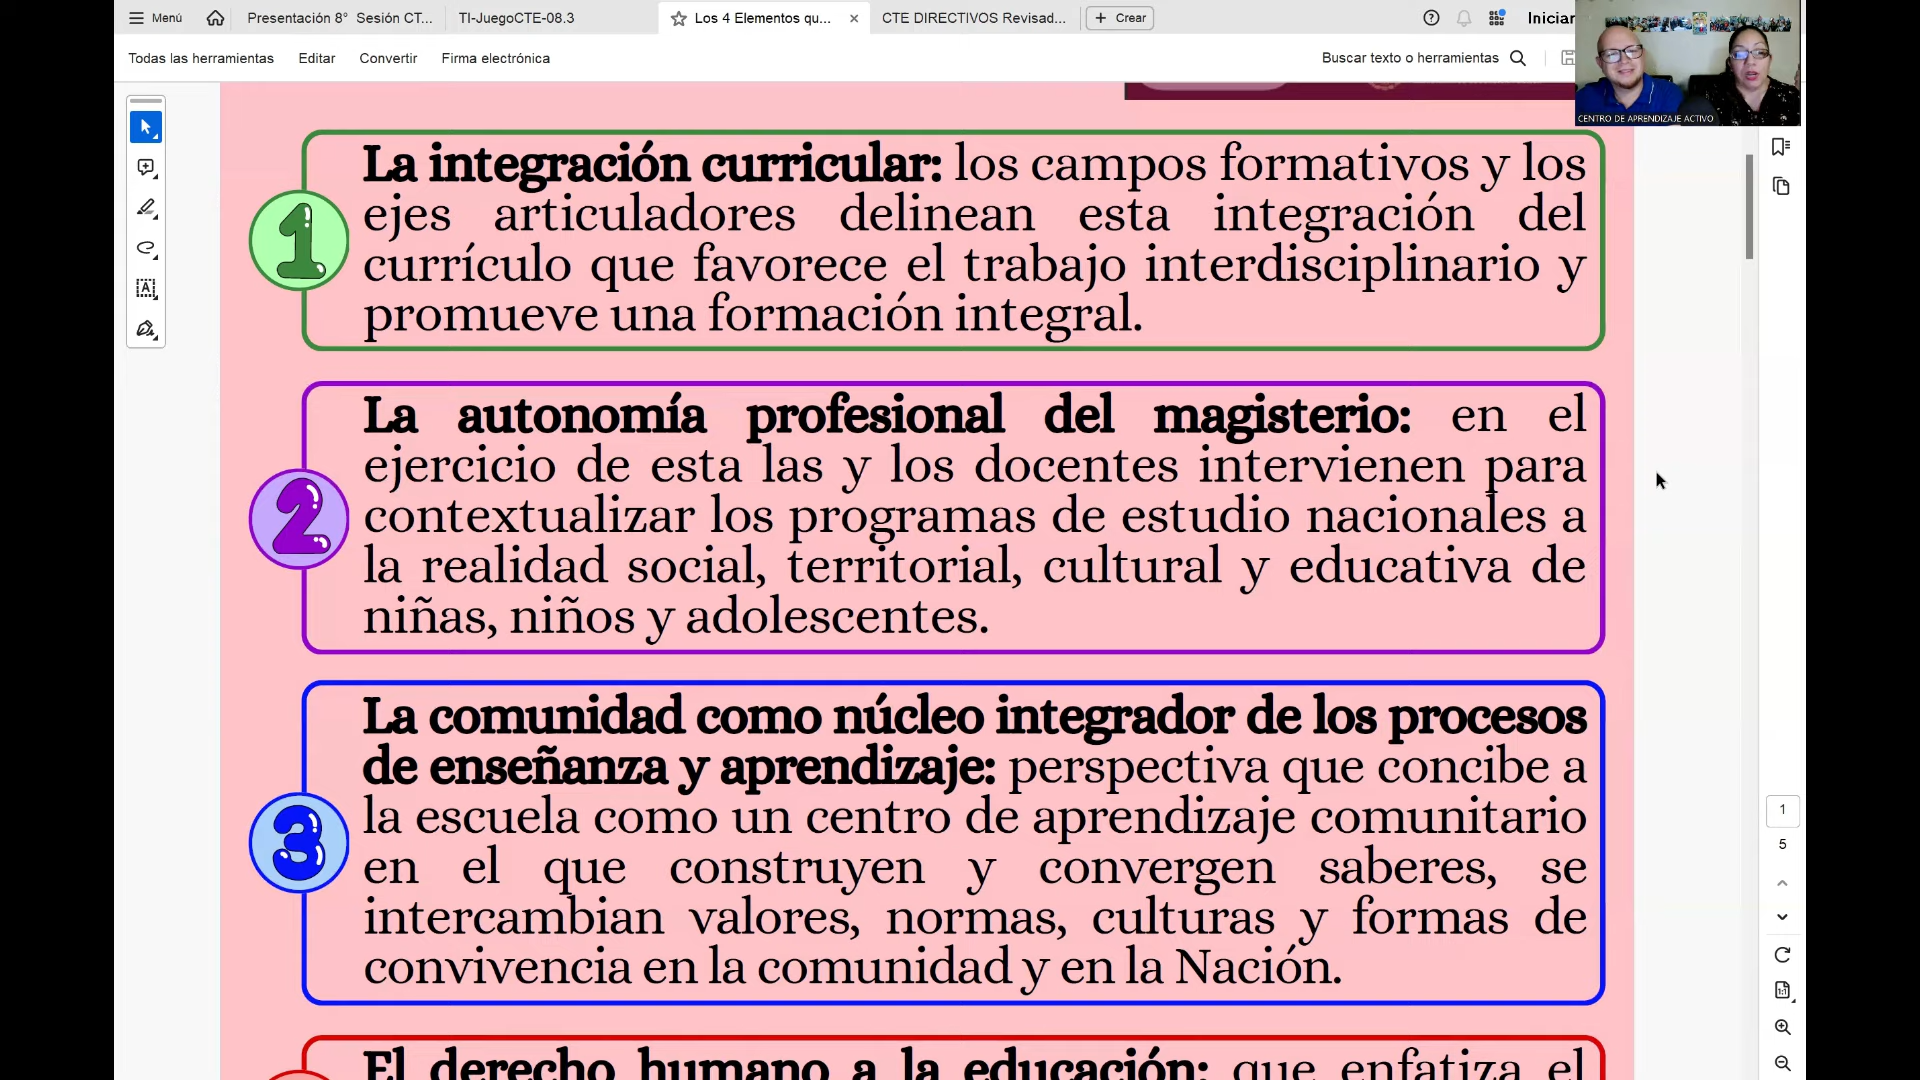 Menú
Presentación 8° Sesión CT...
TI-JuegoCTE-08.3
Los 4 Elementos qu...
CTE DIRECTIVOS Revisad...
Crear
Iniciar
Todas las herramientas
Editar
Convertir
Firma electrónica
Buscar texto o herramientas
CENTRO DE APRENDIZAJE ACTIVO
1
La integración curricular: los campos formativos y los
ejes articuladores delinean esta integración del
currículo que favorece el trabajo interdisciplinario y
promueve una formación integral.
2
La autonomía profesional del magisterio: en el
ejercicio de esta las y los docentes intervienen para
contextualizar los programas de estudio nacionales a
la realidad social, territorial, cultural y educativa de
niñas, niños y adolescentes.
3
La comunidad como núcleo integrador de los procesos
de enseñanza y aprendizaje: perspectiva que concibe a
la escuela como un centro de aprendizaje comunitario
en el que construyen y convergen saberes, se
intercambian valores, normas, culturas y formas de
convivencia en la comunidad y en la Nación.
El derecho humano a la educación: que enfatiza el
1
5